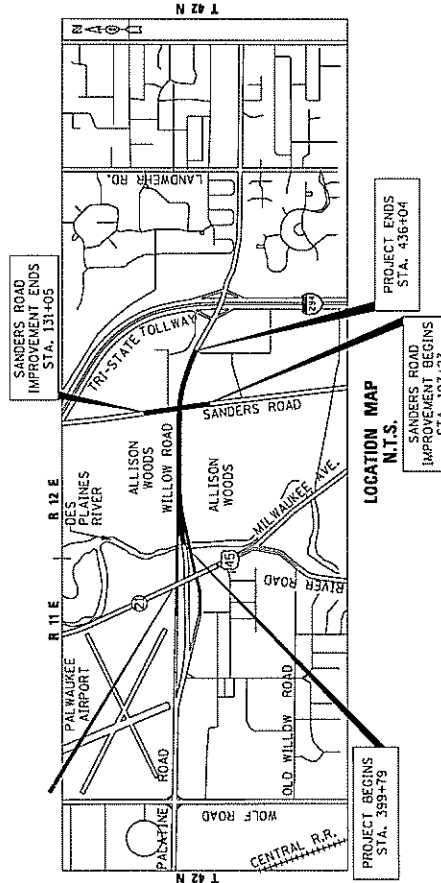 T 42 N
N
SANDERS ROAD
IMPROVEMENT ENDS
STA. 131+05
LANDWEHR RD.
TRI-STATE TOLLWAY
294
R 11 E
R 12 E
DES
PLAINES
RIVER
ALLISON
WOODS
WILLOW ROAD
ALLISON
WOODS
SANDERS ROAD
PALWAUKEE
AIRPORT
21
45
MILWAUKEE AVE.
RIVER ROAD
PALATINE ROAD
OLD WILLOW ROAD
WOLF ROAD
CENTRAL R.R.
T 42 N
PROJECT BEGINS
STA. 399+79
LOCATION MAP
N.T.S.
PROJECT ENDS
STA. 436+04
SANDERS ROAD
IMPROVEMENT BEGINS
STA.